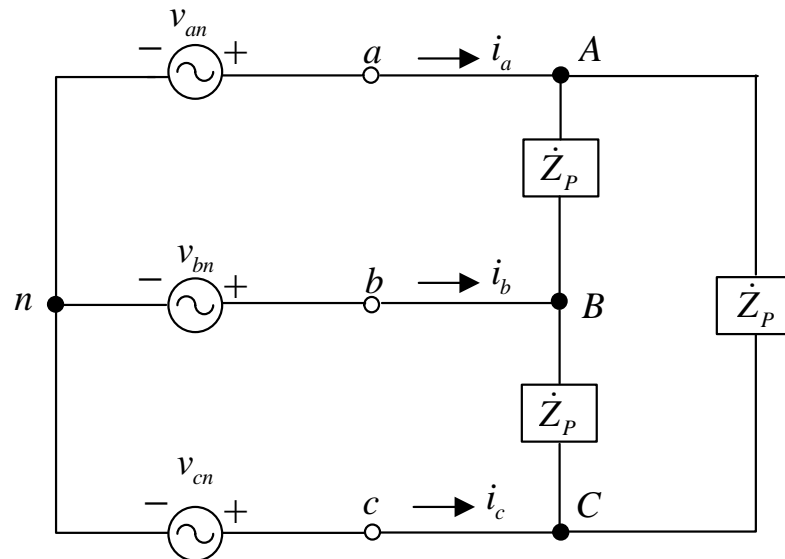 v_an
− + a i_a A
Ż_P
v_bn
n − + b i_b B
Ż_P
Ż_P
v_cn
− + c i_c C